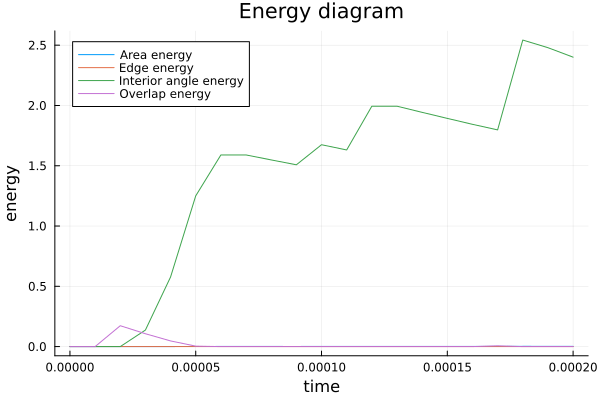 Energy diagram
Area energy
Edge energy
Interior angle energy
Overlap energy
energy
2.5
2.0
1.5
1.0
0.5
0.0
0.00000 0.00005 0.00010 0.00015 0.00020
time